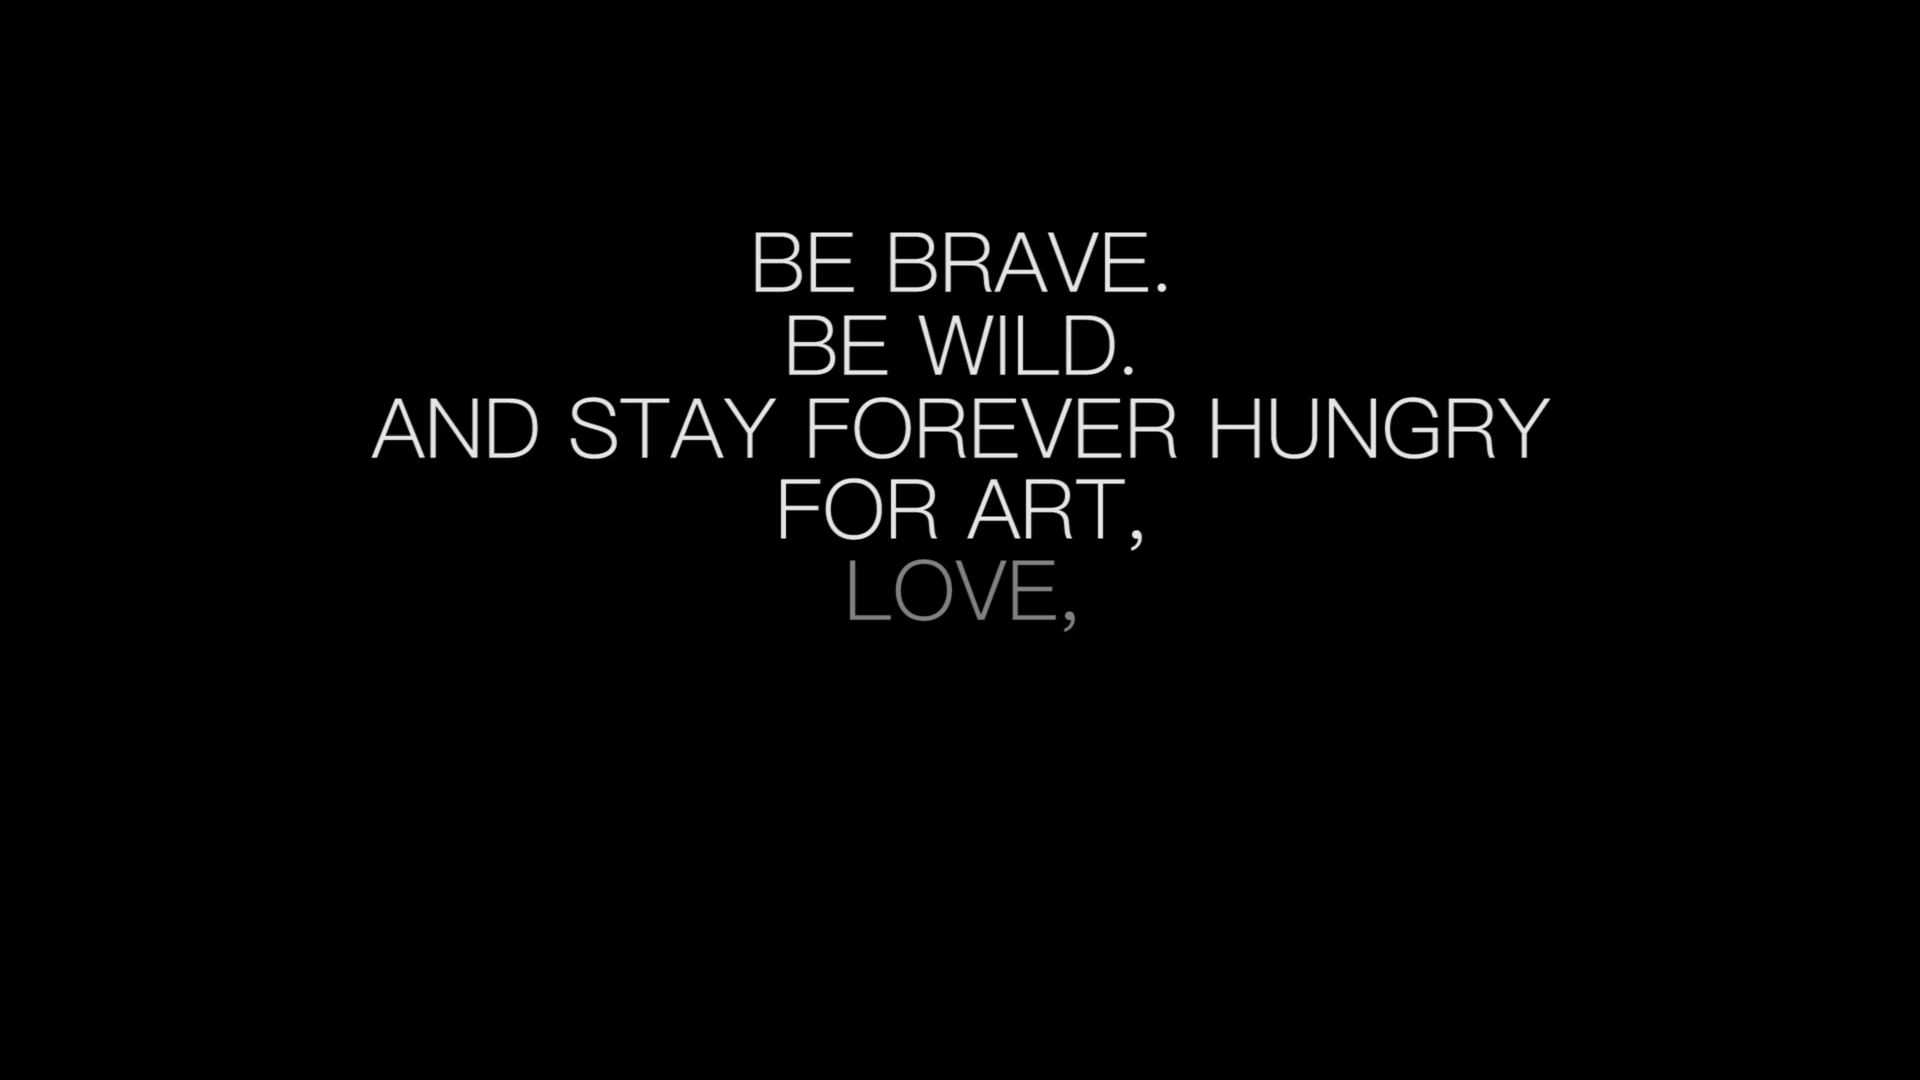 BE BRAVE.
BE WILD.
AND STAY FOREVER HUNGRY
FOR ART,
LOVE,